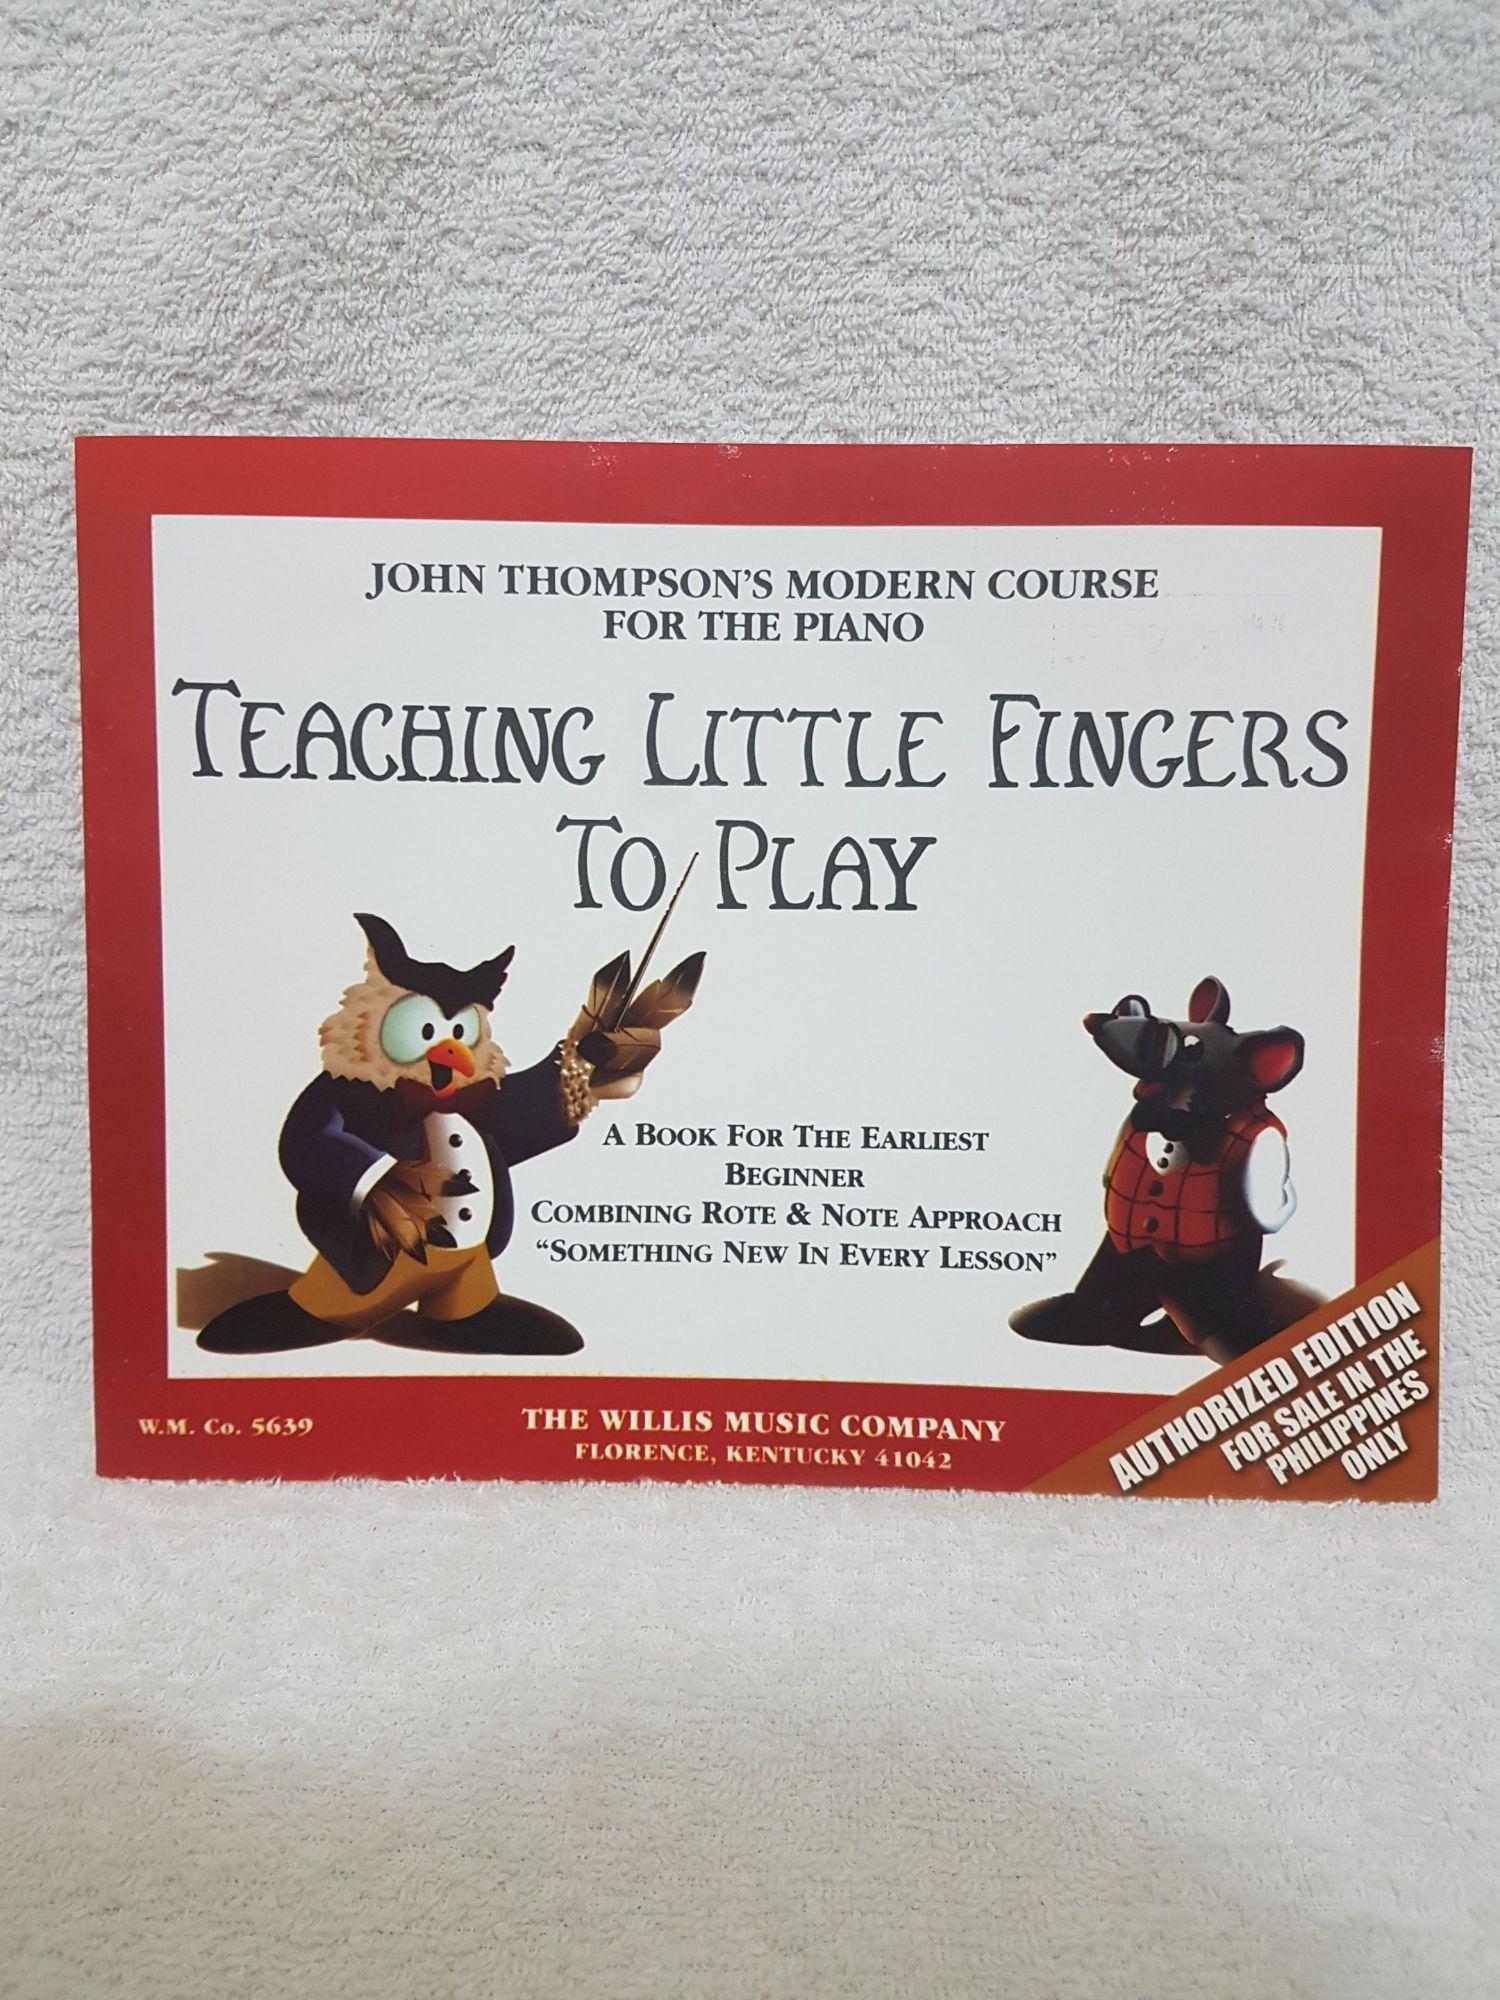 JOHN THOMPSON'S MODERN COURSE
FOR THE PIANO
TEACHING LITTLE FINGERS
TO PLAY
A BOOK FOR THE EARLIEST
BEGINNER
COMBINING ROTE & NOTE APPROACH
“SOMETHING NEW IN EVERY LESSON”
W.M. CO. 5639
THE WILLIS MUSIC COMPANY
FLORENCE, KENTUCKY 41042
AUTHORIZED EDITION
FOR SALE IN THE
PHILIPPINES
ONLY